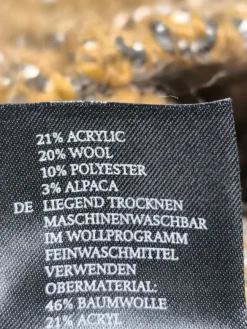 21% ACRYLIC
20% WOOL
10% POLYESTER
3% ALPACA
DE LIEGEND TROCKNEN
MASCHINENWASCHBAR
IM WOLLPROGRAMM
FEINWASCHMITTEL
VERWENDEN
OBERMATERIAL:
46% BAUMWOLLE
21% ACRYL